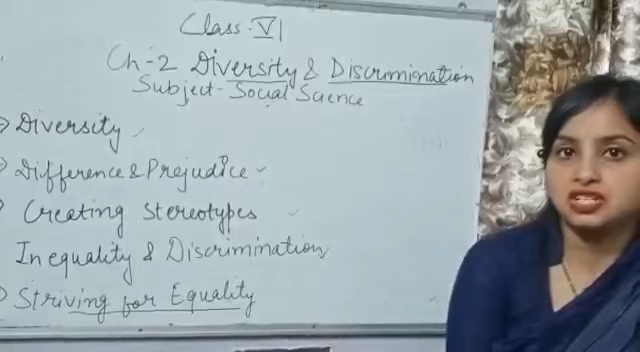 Class - VI
Ch-2 Diversity & Discrimination
Subject - Social Science
Diversity
Difference & Prejudice
Creating Stereotypes
Inequality & Discrimination
Striving for Equality